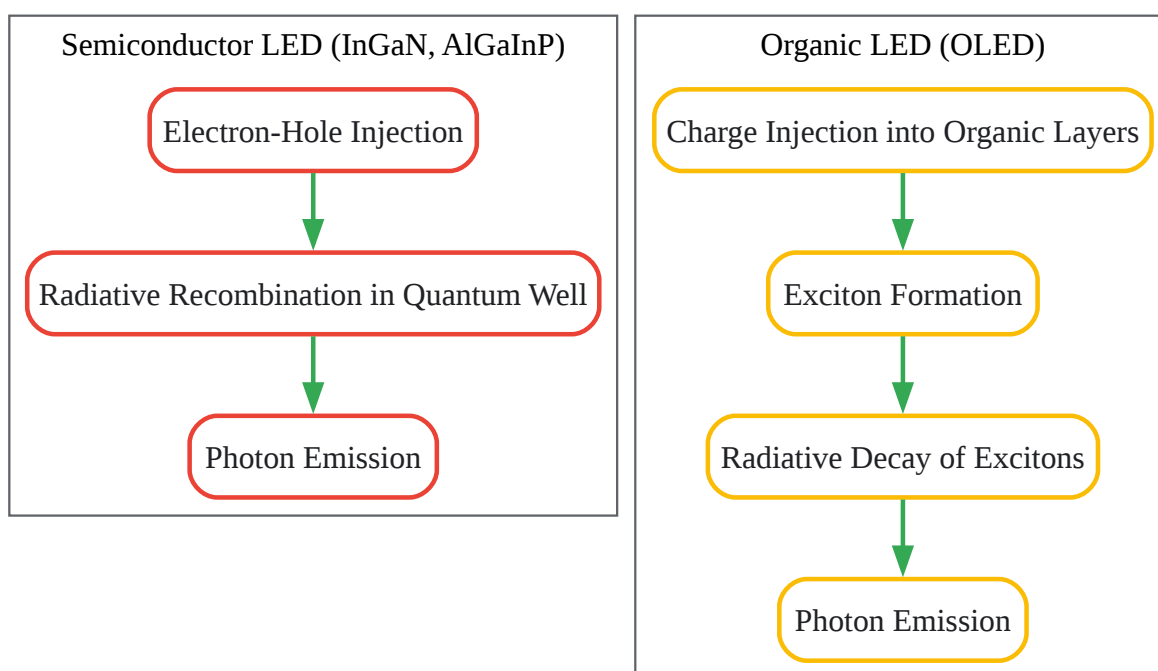 Semiconductor LED (InGaN, AlGaInP)
Electron-Hole Injection
Radiative Recombination in Quantum Well
Photon Emission
Organic LED (OLED)
Charge Injection into Organic Layers
Exciton Formation
Radiative Decay of Excitons
Photon Emission